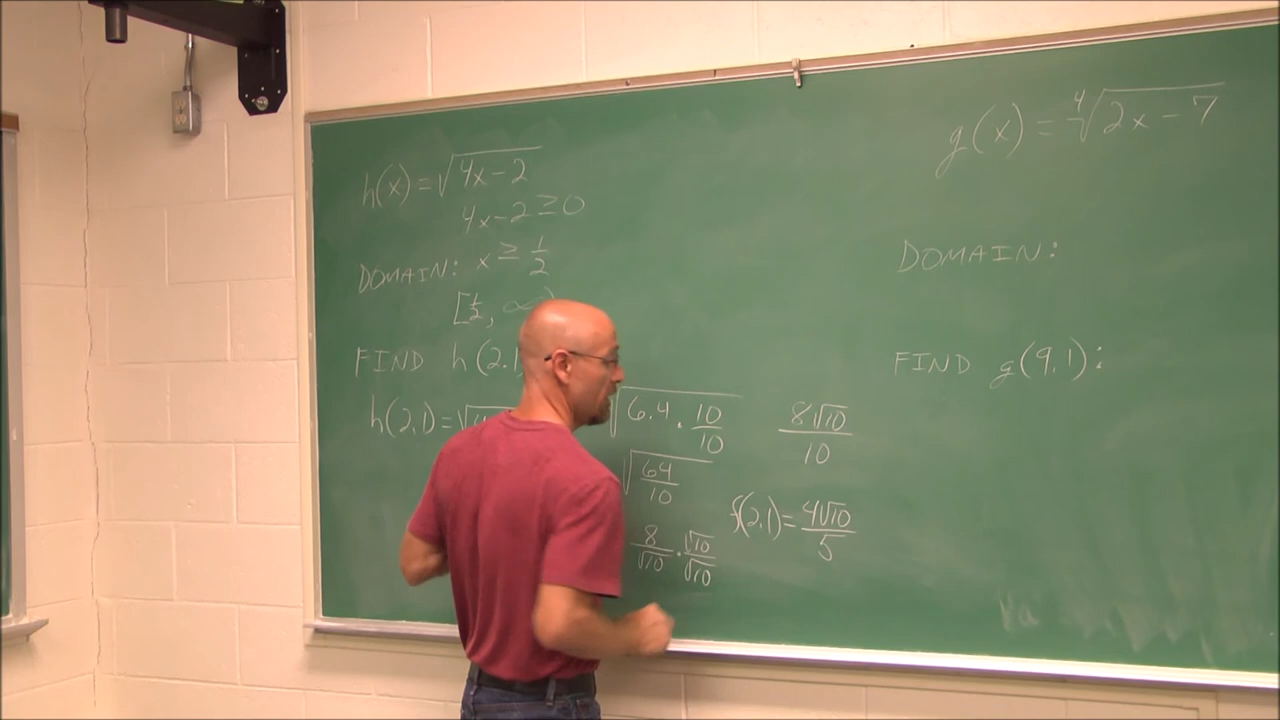 h(x) = √4x-2
4x-2 ≥ 0
DOMAIN: x ≥ 1/2
[1/2, ∞)
FIND h(2.1
h(2.1) = √4
√6.4 · 10/10
√64/10
8/√10 · √10/√10
8√10/10
f(2.1) = 4√10/5
g(x) = ⁴√2x-7
DOMAIN:
FIND g(9.1):